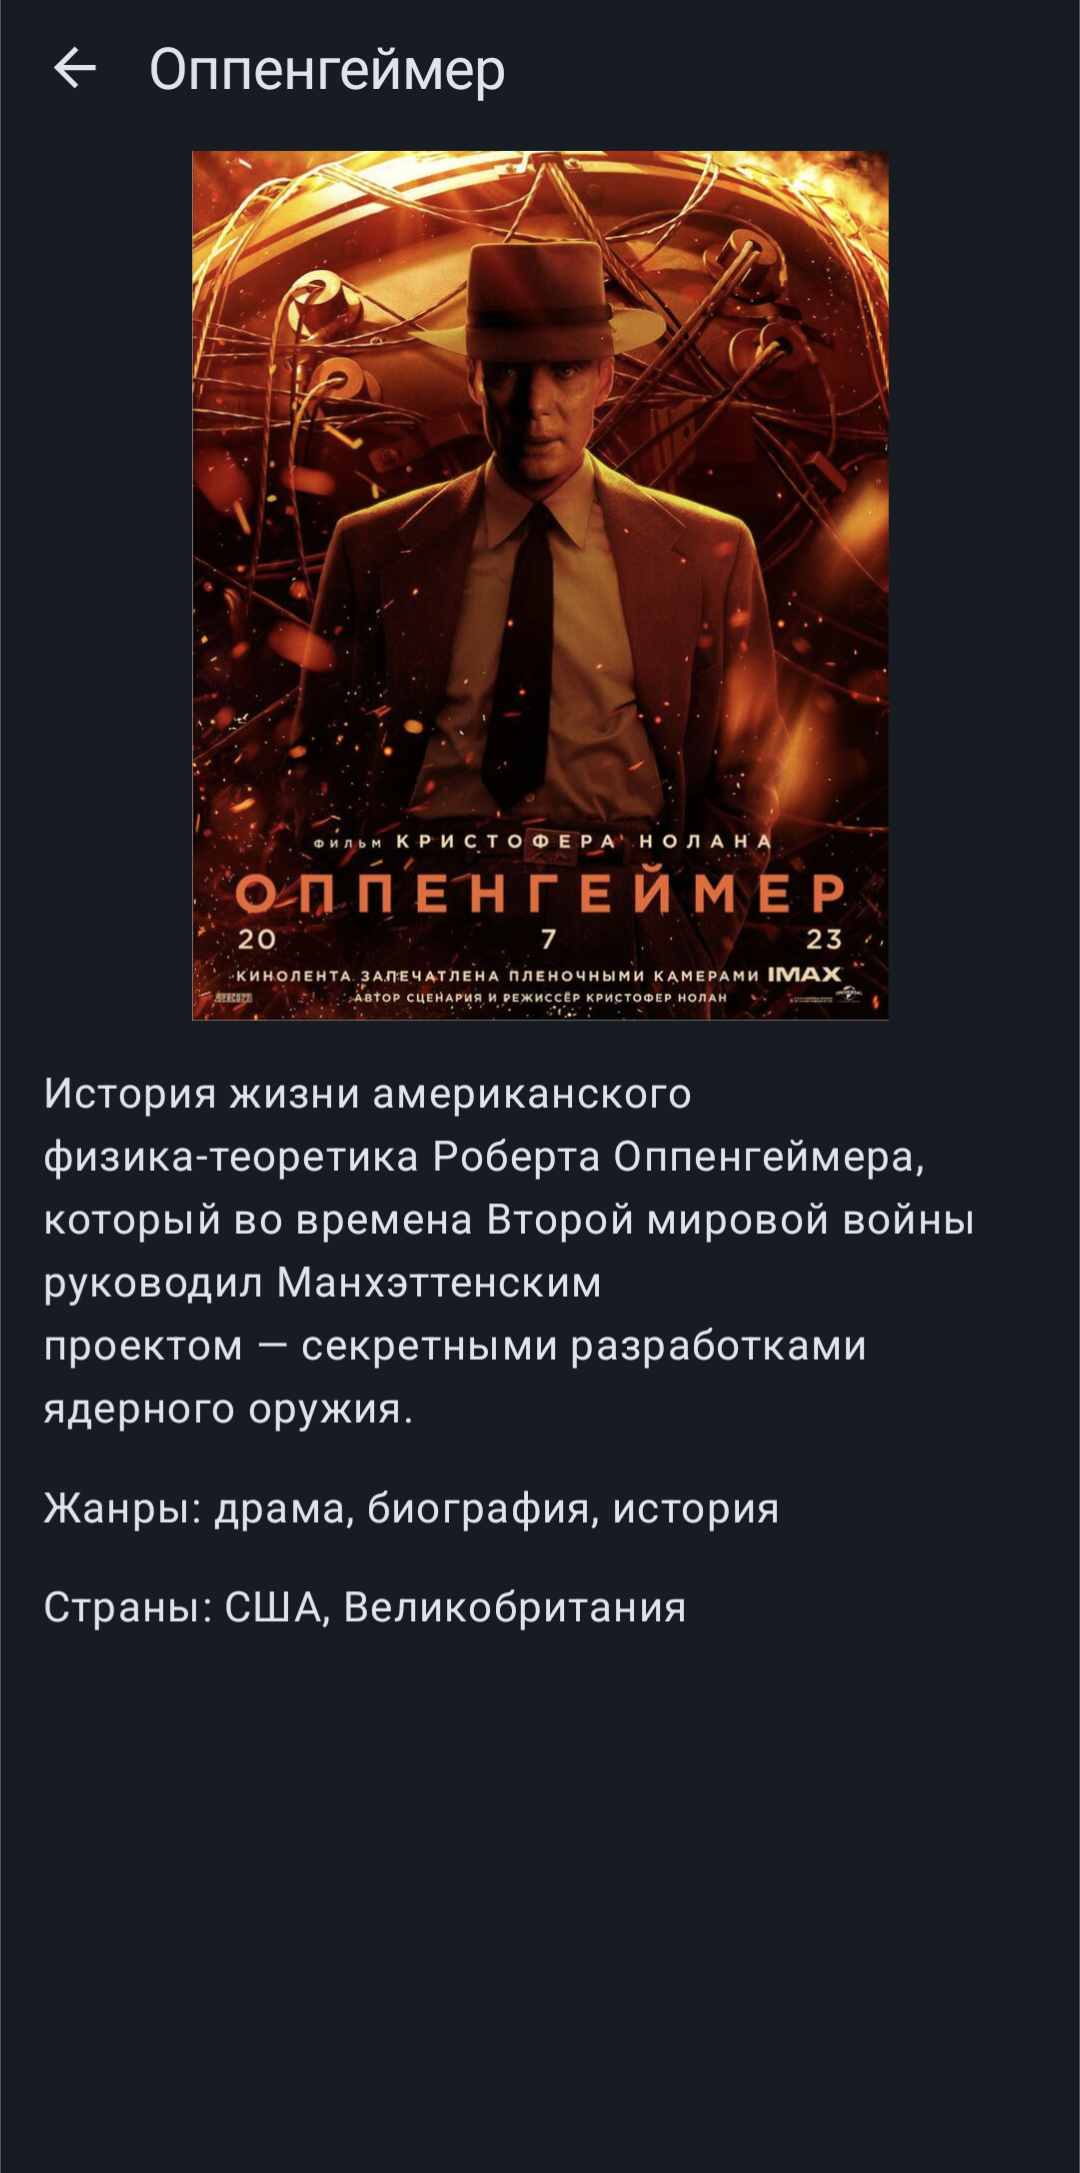 Оппенгеймер
ФИЛЬМ КРИСТОФЕРА НОЛАНА
ОППЕНГЕЙМЕР
20 7 23
КИНОЛЕНТА ЗАПЕЧАТЛЕНА ПЛЕНОЧНЫМИ КАМЕРАМИ IMAX
АВТОР СЦЕНАРИЯ И РЕЖИССЁР КРИСТОФЕР НОЛАН
История жизни американского
физика-теоретика Роберта Оппенгеймера,
который во времена Второй мировой войны
руководил Манхэттенским
проектом — секретными разработками
ядерного оружия.
Жанры: драма, биография, история
Страны: США, Великобритания